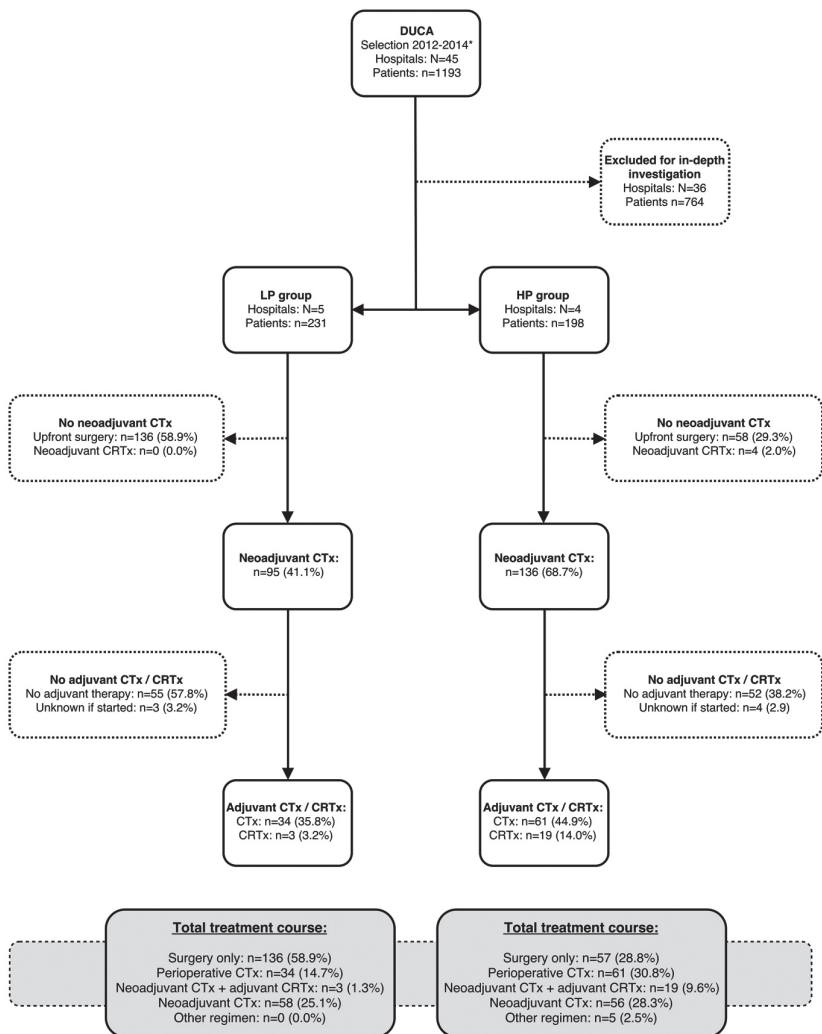 DUCA
Selection 2012-2014*
Hospitals: N=45
Patients: n=1193
Excluded for in-depth
investigation
Hospitals: N=36
Patients n=764
LP group
Hospitals: N=5
Patients: n=231
HP group
Hospitals: N=4
Patients: n=198
No neoadjuvant CTx
Upfront surgery: n=136 (58.9%)
Neoadjuvant CRTx: n=0 (0.0%)
No neoadjuvant CTx
Upfront surgery: n=58 (29.3%)
Neoadjuvant CRTx: n=4 (2.0%)
Neoadjuvant CTx:
n=95 (41.1%)
Neoadjuvant CTx:
n=136 (68.7%)
No adjuvant CTx / CRTx
No adjuvant therapy: n=55 (57.8%)
Unknown if started: n=3 (3.2%)
No adjuvant CTx / CRTx
No adjuvant therapy: n=52 (38.2%)
Unknown if started: n=4 (2.9)
Adjuvant CTx / CRTx:
CTx: n=34 (35.8%)
CRTx: n=3 (3.2%)
Adjuvant CTx / CRTx:
CTx: n=61 (44.9%)
CRTx: n=19 (14.0%)
Total treatment course:
Surgery only: n=136 (58.9%)
Perioperative CTx: n=34 (14.7%)
Neoadjuvant CTx + adjuvant CRTx: n=3 (1.3%)
Neoadjuvant CTx: n=58 (25.1%)
Other regimen: n=0 (0.0%)
Total treatment course:
Surgery only: n=57 (28.8%)
Perioperative CTx: n=61 (30.8%)
Neoadjuvant CTx + adjuvant CRTx: n=19 (9.6%)
Neoadjuvant CTx: n=56 (28.3%)
Other regimen: n=5 (2.5%)